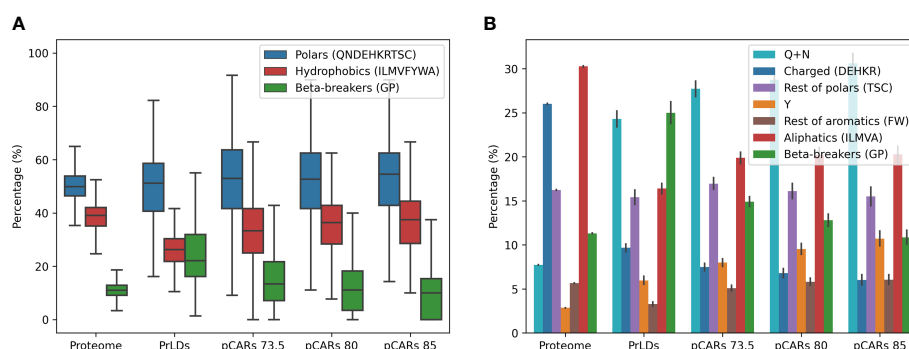 A
B
100
80
60
40
20
0
Percentage (%)
Polars (QNDEHKRTSC)
Hydrophobics (ILMVFYWA)
Beta-breakers (GP)
Proteome PrLDs pCARs 73.5 pCARs 80 pCARs 85
30
25
20
15
10
5
0
Percentage (%)
Q+N
Charged (DEHKR)
Rest of polars (TSC)
Y
Rest of aromatics (FW)
Aliphatics (ILMVA)
Beta-breakers (GP)
Proteome PrLDs pCARs 73.5 pCARs 80 pCARs 85